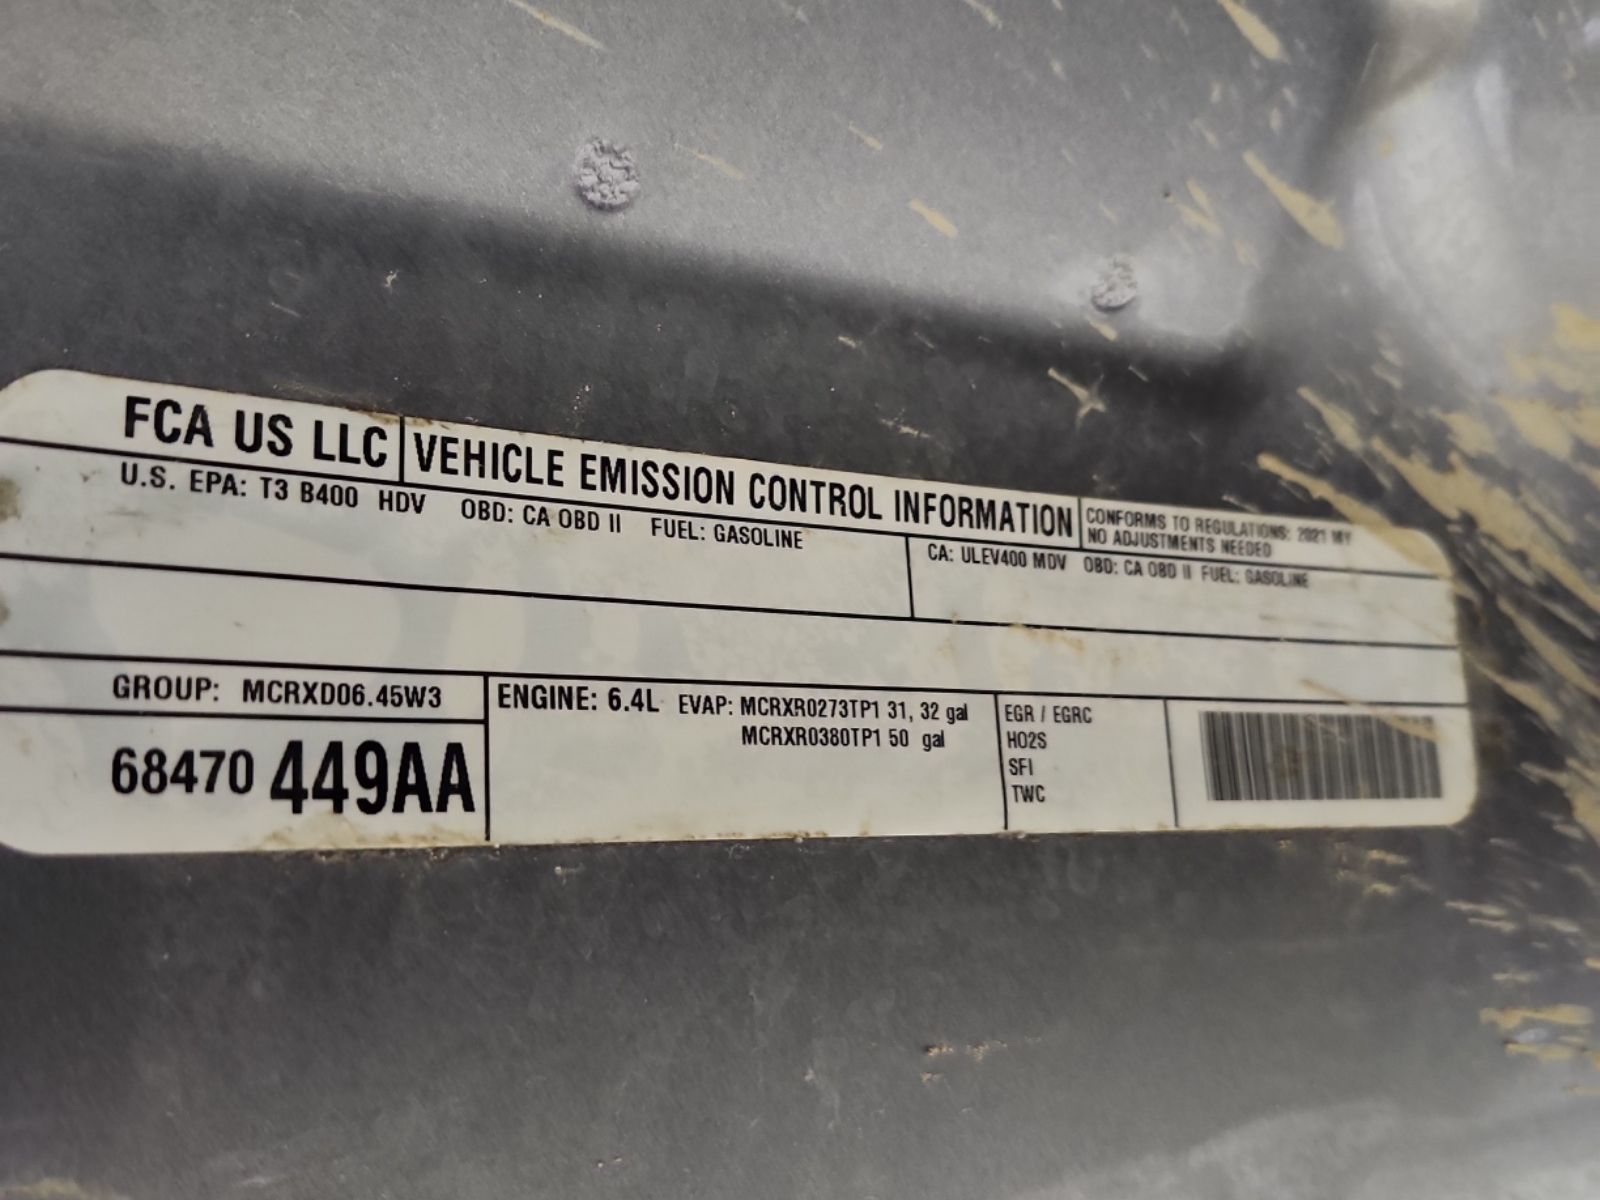 FCA US LLC VEHICLE EMISSION CONTROL INFORMATION
CONFORMS TO REGULATIONS: 2021 MY
NO ADJUSTMENTS NEEDED
U.S. EPA: T3 B400 HDV OBD: CA OBD II FUEL: GASOLINE
CA: ULEV400 MDV OBD: CA OBD II FUEL: GASOLINE
GROUP: MCRXD06.45W3
68470 449AA
ENGINE: 6.4L EVAP: MCRXR0273TP1 31, 32 gal
MCRXR0380TP1 50 gal
EGR / EGRC
HO2S
SFI
TWC